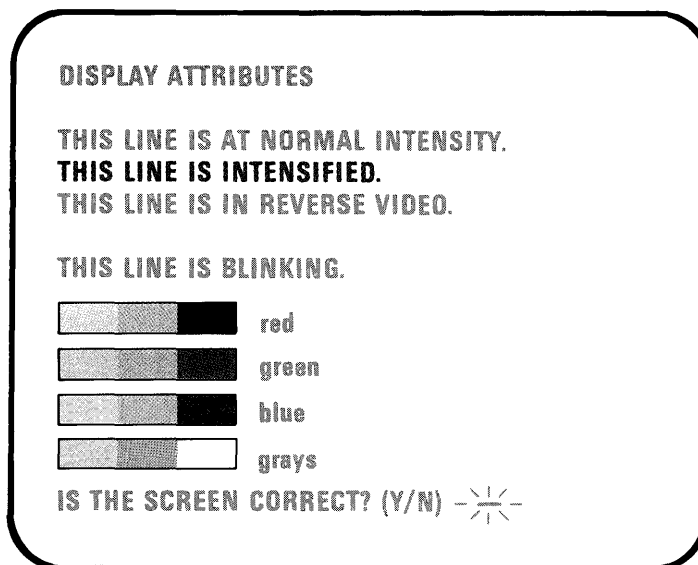 DISPLAY ATTRIBUTES
THIS LINE IS AT NORMAL INTENSITY.
THIS LINE IS INTENSIFIED.
THIS LINE IS IN REVERSE VIDEO.
THIS LINE IS BLINKING.
red
green
blue
grays
IS THE SCREEN CORRECT? (Y/N)